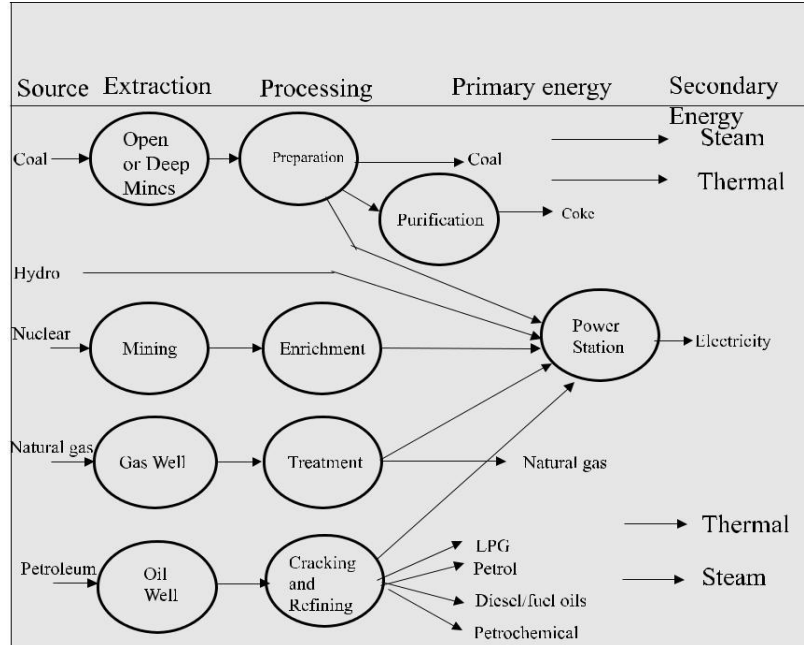 Source
Extraction
Processing
Primary energy
Secondary
Energy
Coal
Open
or Deep
Mines
Preparation
Coal
Steam
Thermal
Purification
Coke
Hydro
Nuclear
Mining
Enrichment
Power
Station
Electricity
Natural gas
Gas Well
Treatment
Natural gas
Thermal
Petroleum
Oil
Well
Cracking
and
Refining
LPG
Petrol
Diesel/fuel oils
Petrochemical
Steam